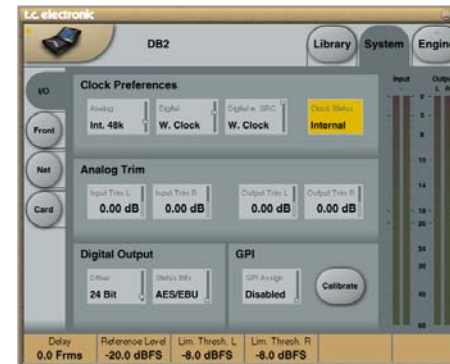 t.c. electronic
DB2
Library
System
Engine
I/O
Front
Net
Card
Clock Preferences
Analog
Int. 48k
Digital
W. Clock
Digital w. SRC
W. Clock
Clock Status
Internal
Analog Trim
Input Trim L
0.00 dB
Input Trim R
0.00 dB
Output Trim L
0.00 dB
Output Trim R
0.00 dB
Digital Output
Dither
24 Bit
Status Bits
AES/EBU
GPI
GPI Assign
Disabled
Calibrate
Input
Outpu
L R
Delay
0.0 Frms
Reference Level
-20.0 dBFS
Lim. Thresh. L
-8.0 dBFS
Lim. Thresh. R
-8.0 dBFS